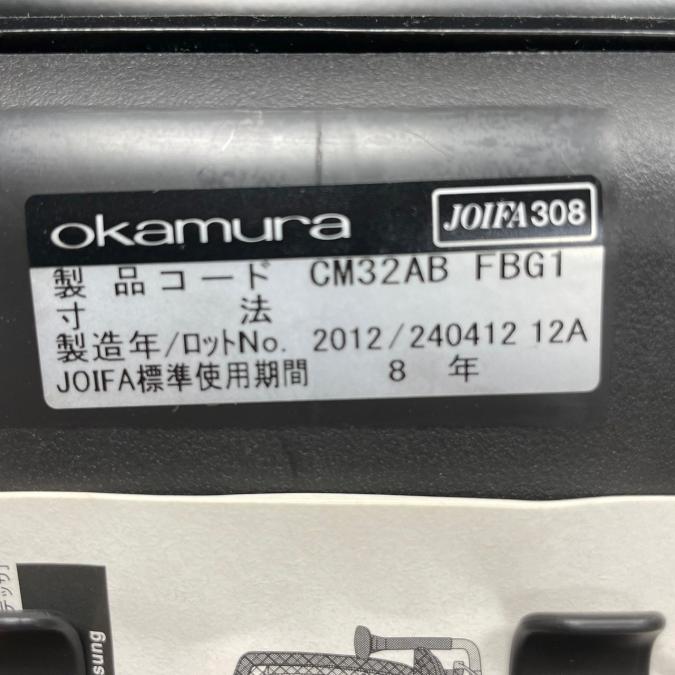 okamura JOIFA308
製品コード CM32AB FBG1
寸法
製造年/ロットNo. 2012/240412 12A
JOIFA標準使用期間 8 年